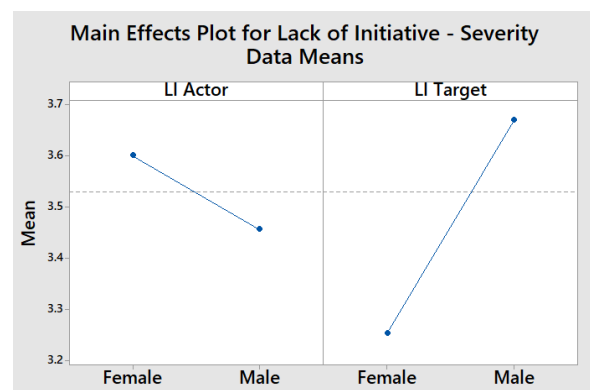 Main Effects Plot for Lack of Initiative - Severity
Data Means
LI Actor
LI Target
3.7
3.6
3.5
3.4
3.3
3.2
Mean
Female
Male
Female
Male